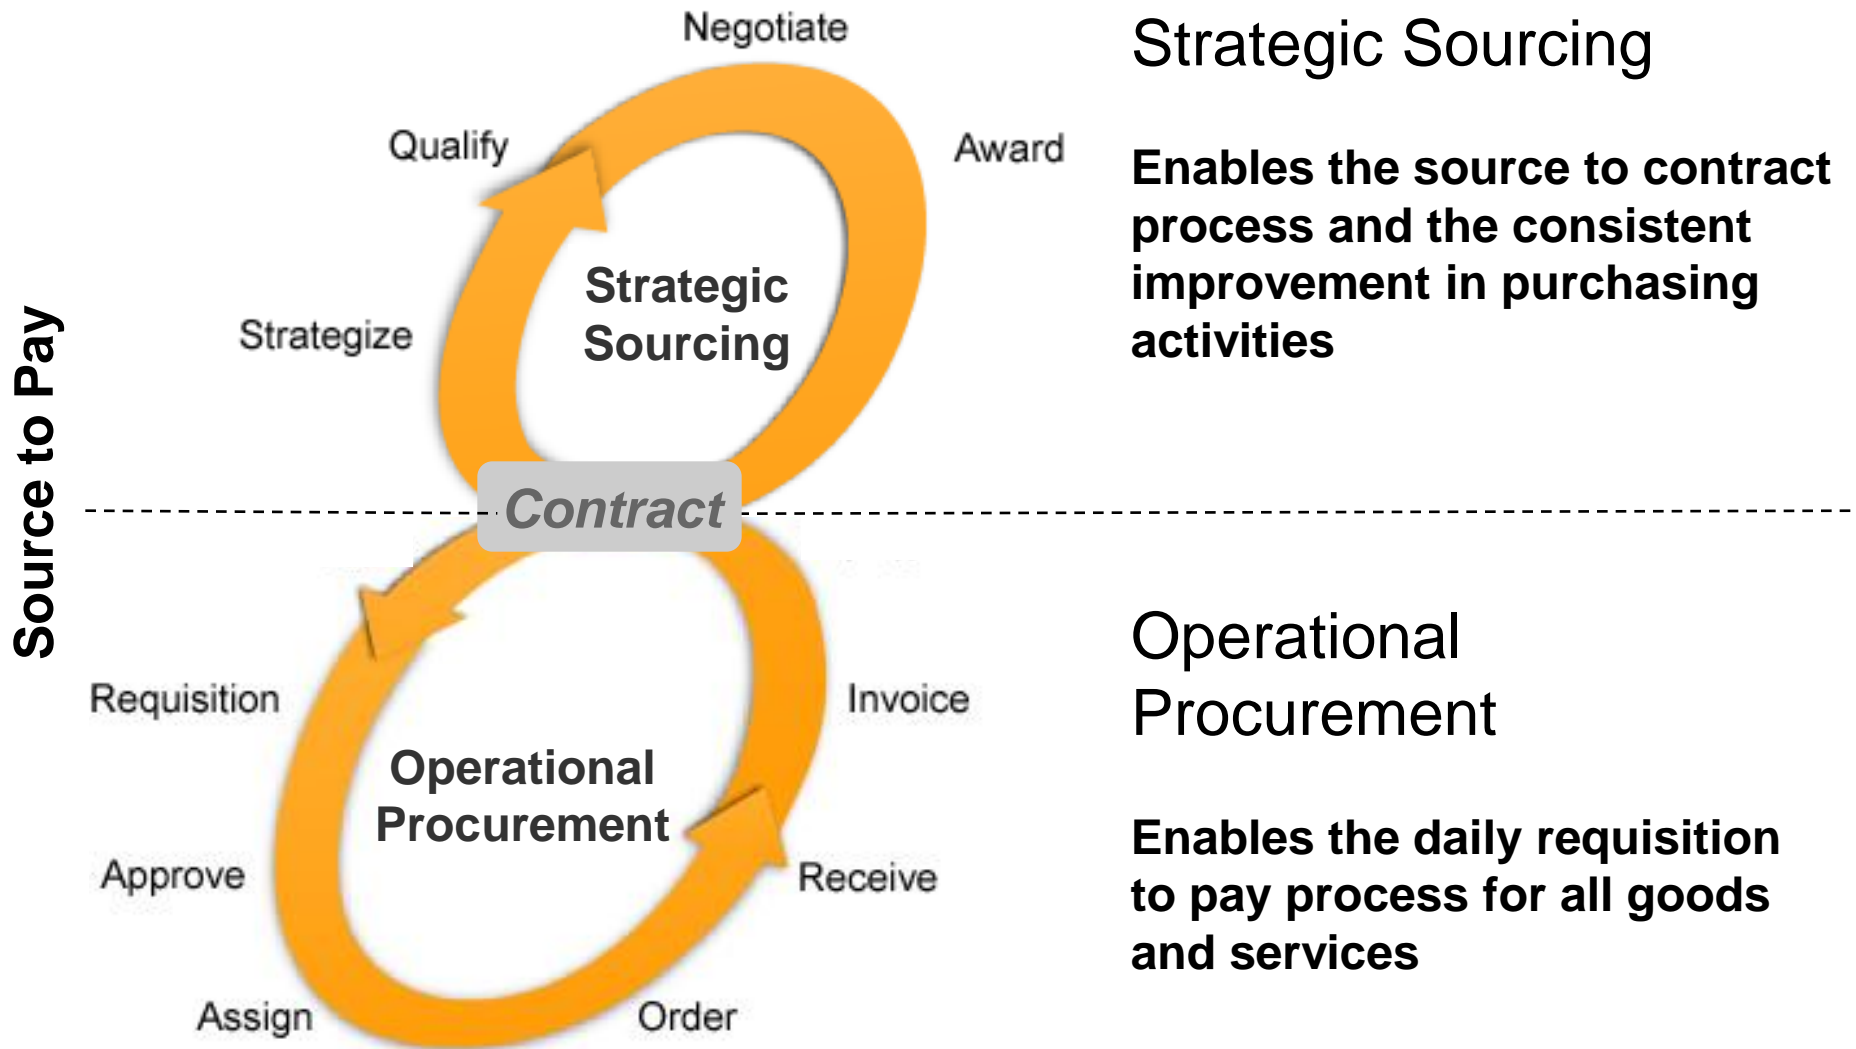 Source to Pay
Negotiate
Qualify
Award
Strategize
Strategic
Sourcing
Contract
Requisition
Invoice
Operational
Procurement
Approve
Receive
Assign
Order
Strategic Sourcing
Enables the source to contract
process and the consistent
improvement in purchasing
activities
Operational
Procurement
Enables the daily requisition
to pay process for all goods
and services